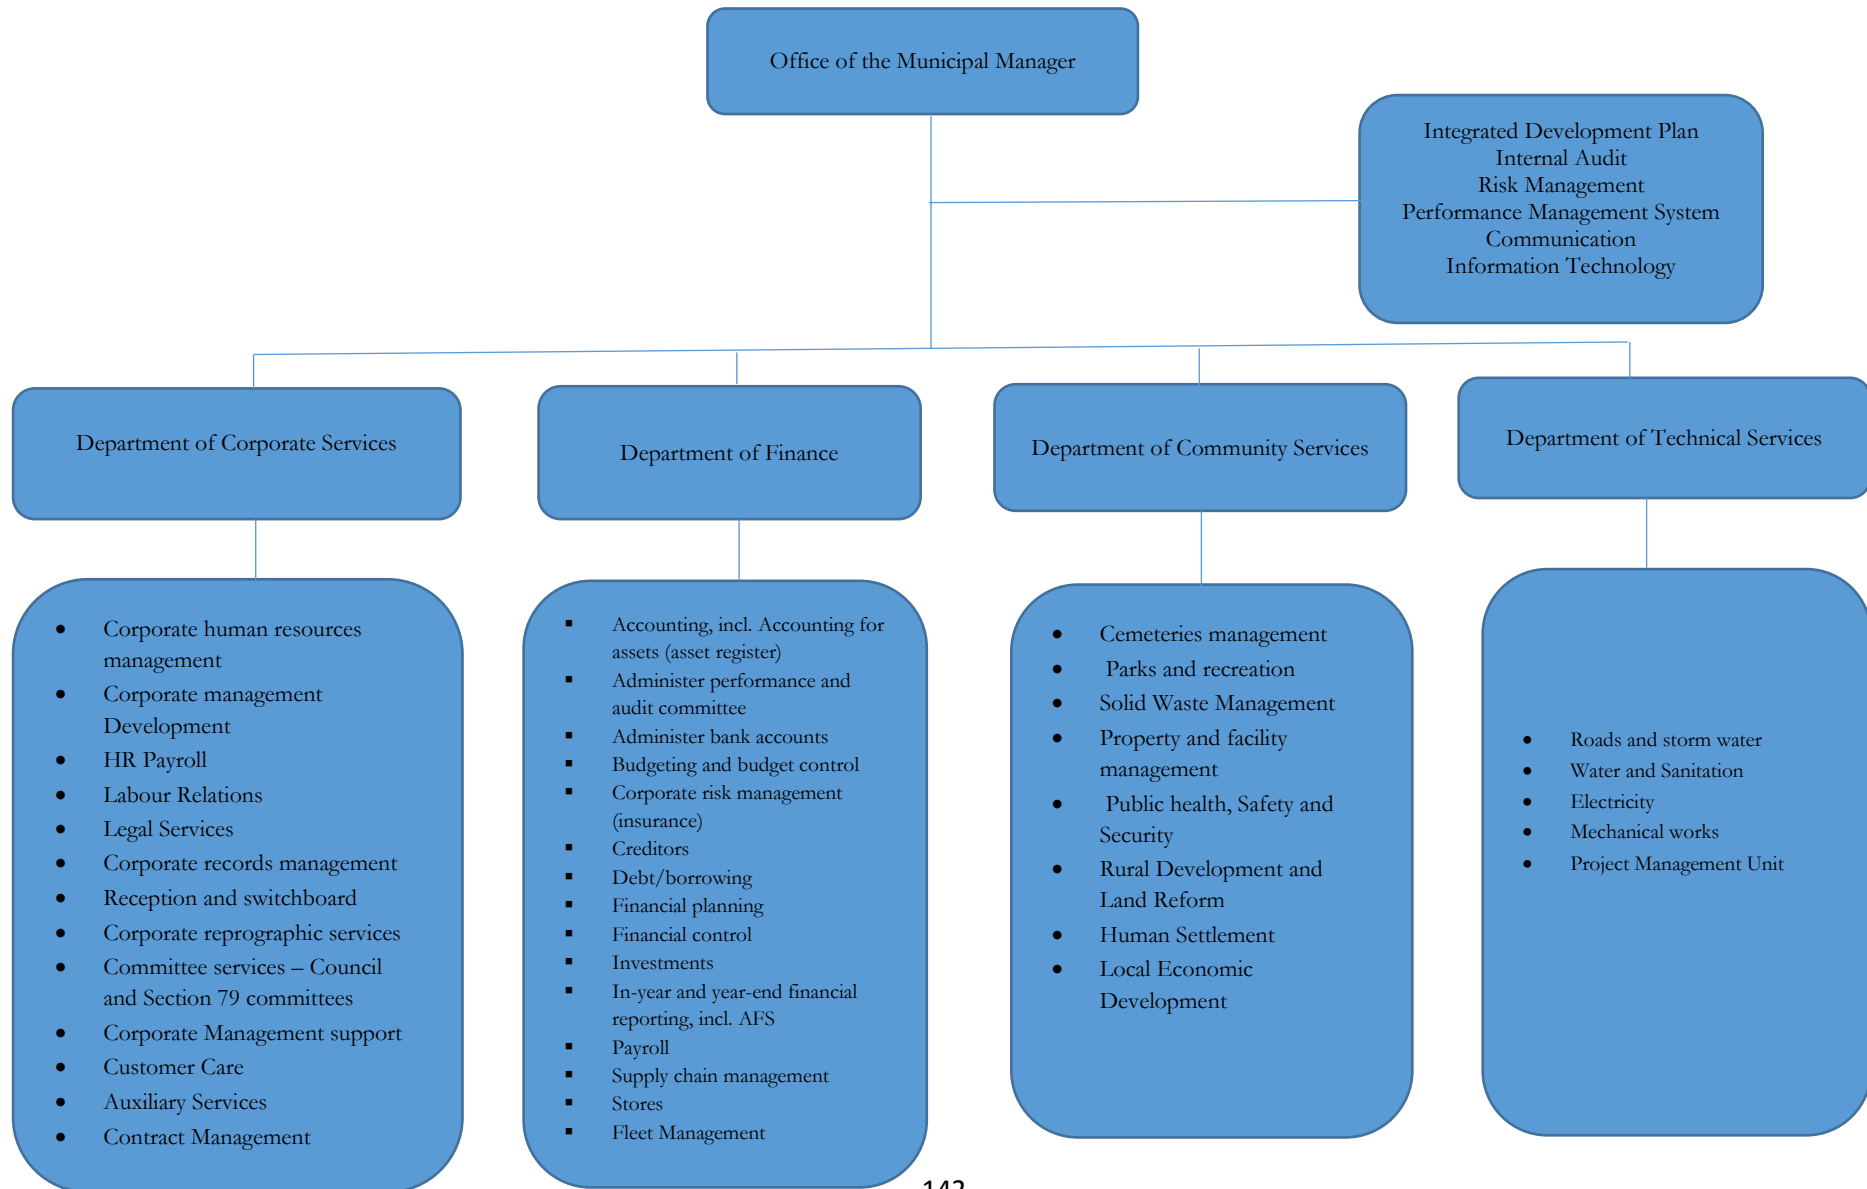 Office of the Municipal Manager
Integrated Development Plan
Internal Audit
Risk Management
Performance Management System
Communication
Information Technology
Department of Corporate Services
Department of Finance
Department of Community Services
Department of Technical Services
• Corporate human resources
management
• Corporate management
Development
• HR Payroll
• Labour Relations
• Legal Services
• Corporate records management
• Reception and switchboard
• Corporate reprographic services
• Committee services – Council
and Section 79 committees
• Corporate Management support
• Customer Care
• Auxiliary Services
• Contract Management
▪ Accounting, incl. Accounting for
assets (asset register)
▪ Administer performance and
audit committee
▪ Administer bank accounts
▪ Budgeting and budget control
▪ Corporate risk management
(insurance)
▪ Creditors
▪ Debt/borrowing
▪ Financial planning
▪ Financial control
▪ Investments
▪ In-year and year-end financial
reporting, incl. AFS
▪ Payroll
▪ Supply chain management
▪ Stores
▪ Fleet Management
• Cemeteries management
• Parks and recreation
• Solid Waste Management
• Property and facility
management
• Public health, Safety and
Security
• Rural Development and
Land Reform
• Human Settlement
• Local Economic
Development
• Roads and storm water
• Water and Sanitation
• Electricity
• Mechanical works
• Project Management Unit
142